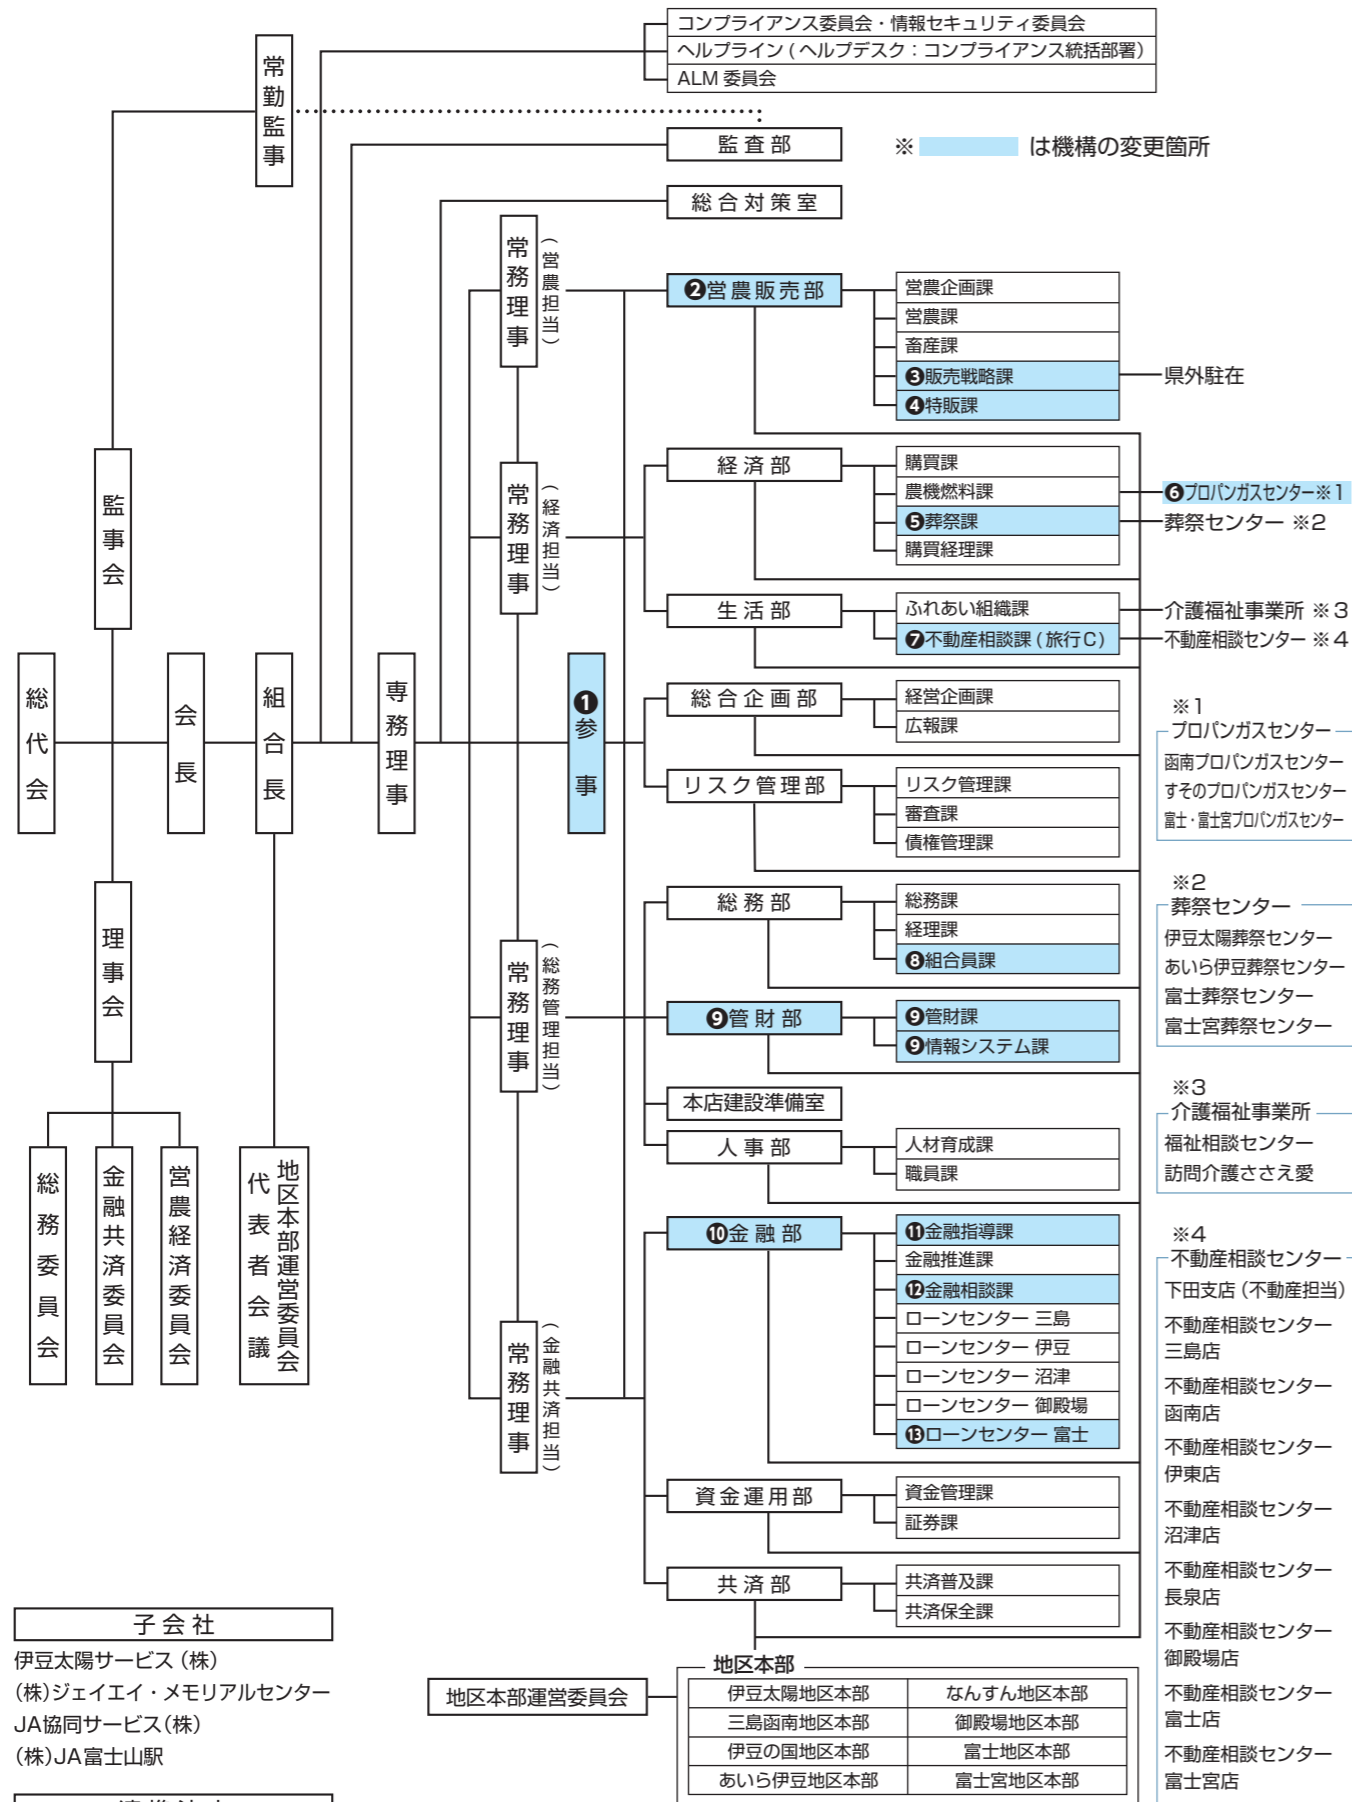 コンプライアンス委員会・情報セキュリティ委員会
ヘルプライン(ヘルプデスク：コンプライアンス統括部署)
ALM 委員会
常勤監事
監査部
※ は機構の変更箇所
総合対策室
常務理事
(営農担当)
❷営農販売部
営農企画課
営農課
畜産課
❸販売戦略課
県外駐在
❹特販課
監事会
常務理事
(経済担当)
経済部
購買課
農機燃料課
❻プロパンガスセンター※1
❺葬祭課
葬祭センター ※2
購買経理課
生活部
ふれあい組織課
介護福祉事業所 ※3
❼不動産相談課(旅行C)
不動産相談センター ※4
総代会
会長
組合長
専務理事
❶参事
総合企画部
経営企画課
広報課
リスク管理部
リスク管理課
審査課
債権管理課
※1
プロパンガスセンター
函南プロパンガスセンター
すそのプロパンガスセンター
富士・富士宮プロパンガスセンター
理事会
常務理事
(総務管理担当)
総務部
総務課
経理課
❽組合員課
❾管財部
❾管財課
❾情報システム課
本店建設準備室
人事部
人材育成課
職員課
※2
葬祭センター
伊豆太陽葬祭センター
あいら伊豆葬祭センター
富士葬祭センター
富士宮葬祭センター
※3
介護福祉事業所
福祉相談センター
訪問介護ささえ愛
総務委員会
金融共済委員会
営農経済委員会
地区本部運営委員会
代表者会議
常務理事
(金融共済担当)
❿金融部
⓫金融指導課
金融推進課
⓬金融相談課
ローンセンター 三島
ローンセンター 伊豆
ローンセンター 沼津
ローンセンター 御殿場
⓭ローンセンター 富士
資金運用部
資金管理課
証券課
共済部
共済普及課
共済保全課
※4
不動産相談センター
下田支店(不動産担当)
不動産相談センター
三島店
不動産相談センター
函南店
不動産相談センター
伊東店
不動産相談センター
沼津店
不動産相談センター
長泉店
不動産相談センター
御殿場店
不動産相談センター
富士店
不動産相談センター
富士宮店
子会社
伊豆太陽サービス(株)
(株)ジェイエイ・メモリアルセンター
JA協同サービス(株)
(株)JA富士山駅
地区本部運営委員会
地区本部
伊豆太陽地区本部
なんすん地区本部
三島函南地区本部
御殿場地区本部
伊豆の国地区本部
富士地区本部
あいら伊豆地区本部
富士宮地区本部